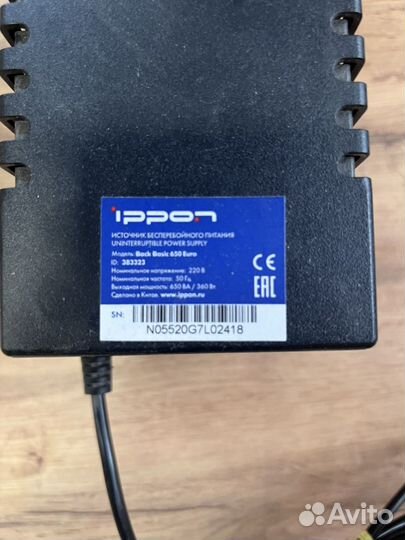 ippon
ИСТОЧНИК БЕСПЕРЕБОЙНОГО ПИТАНИЯ
UNINTERRUPTIBLE POWER SUPPLY
Модель: Back Basic 650 Euro
ID: 383323
Номинальное напряжение: 220 В
Номинальная частота: 50 Гц
Выходная мощность: 650 ВА / 360 Вт
Сделано в Китае. www.ippon.ru
CE
EAC
SN:
N05520G7L02418
Avito